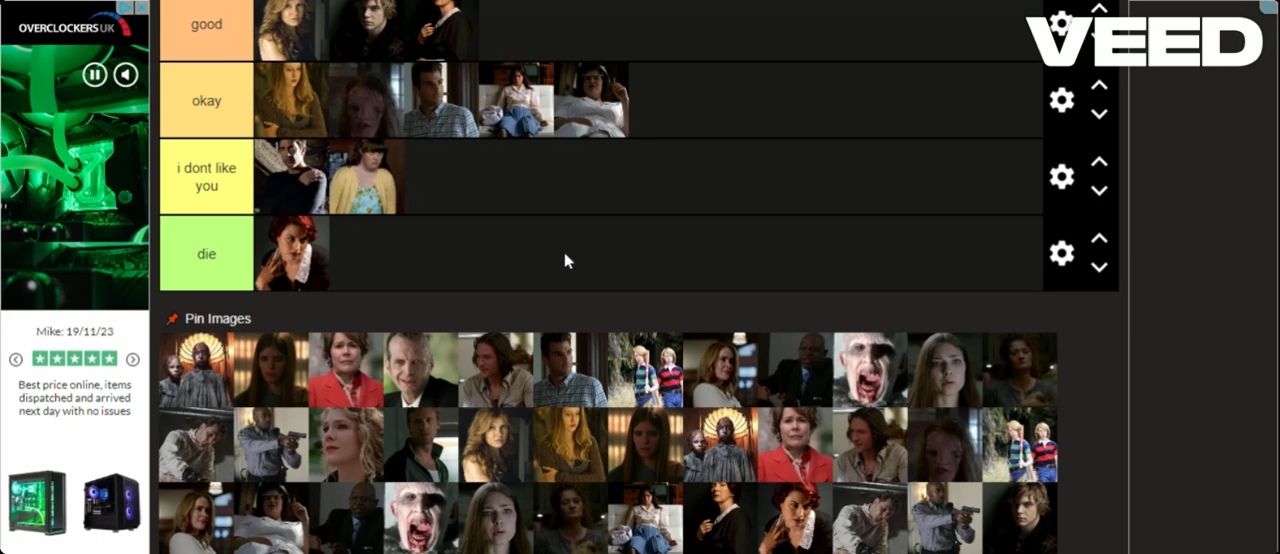 OVERCLOCKERS UK
good
VEED
okay
i dont like
you
die
Pin Images
Mike: 19/11/23
Best price online, items
dispatched and arrived
next day with no issues